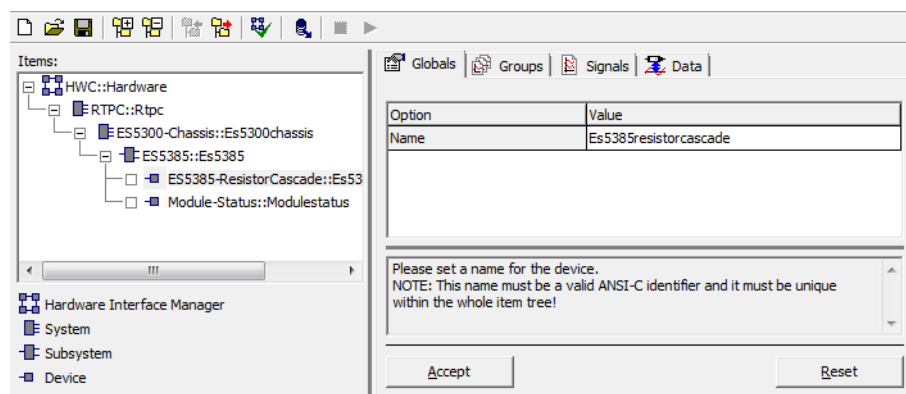 Items:
HWC::Hardware
RTPC::Rtpc
ES5300-Chassis::Es5300chassis
ES5385::Es5385
ES5385-ResistorCascade::Es53
Module-Status::Modulestatus
Hardware Interface Manager
System
Subsystem
Device
Globals Groups Signals Data
Option Value
Name Es5385resistorcascade
Please set a name for the device.
NOTE: This name must be a valid ANSI-C identifier and it must be unique
within the whole item tree!
Accept Reset